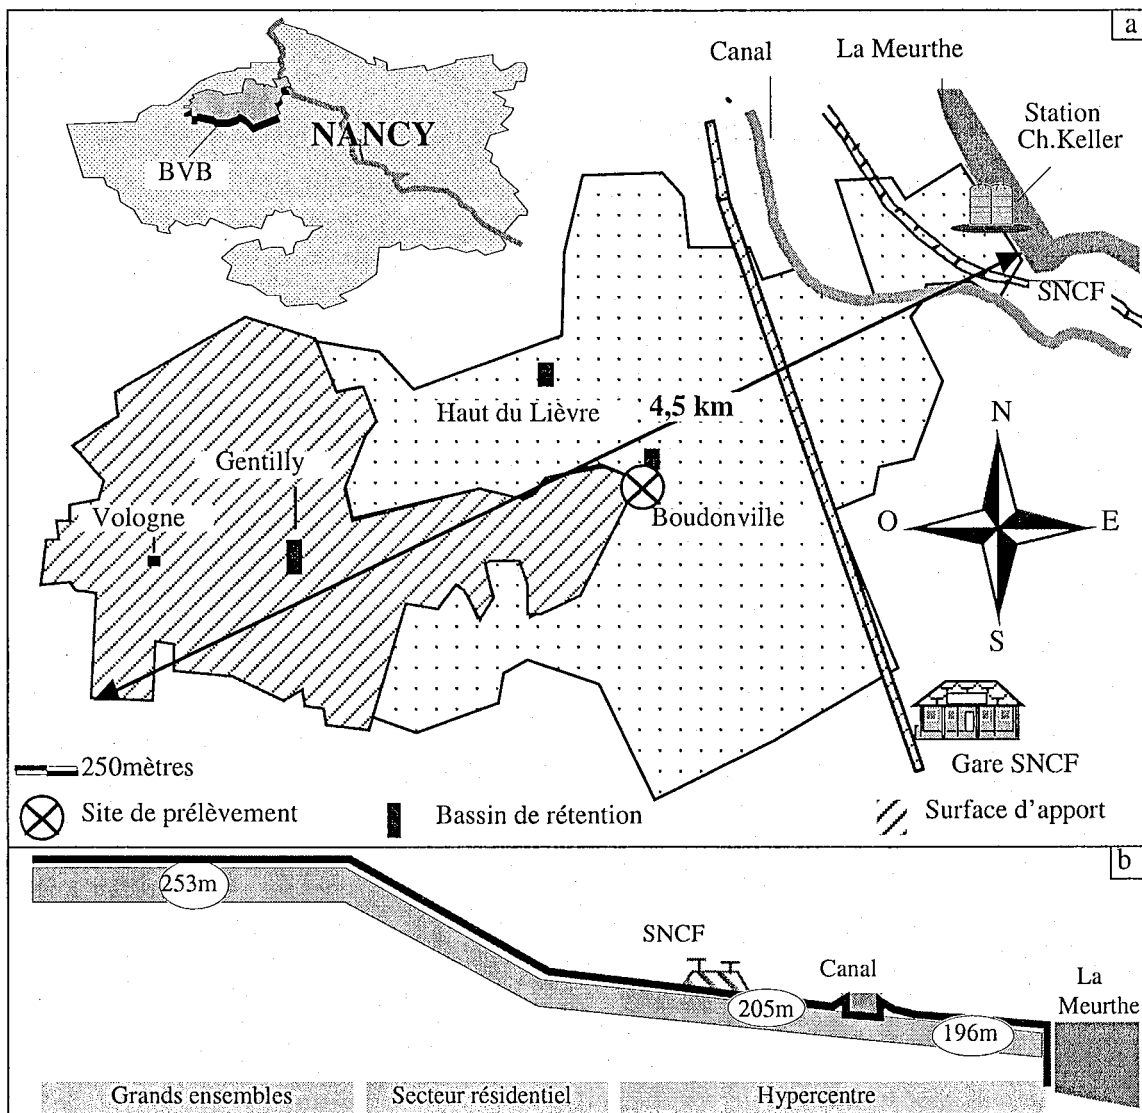 a
Canal
La Meurthe
Station
Ch.Keller
NANCY
BVB
SNCF
Haut du Lièvre
4,5 km
Gentilly
Vologne
Boudonville
N
O
E
S
250mètres
Gare SNCF
Site de prélèvement
Bassin de rétention
Surface d'apport
b
253m
SNCF
Canal
La
Meurthe
205m
196m
Grands ensembles
Secteur résidentiel
Hypercentre